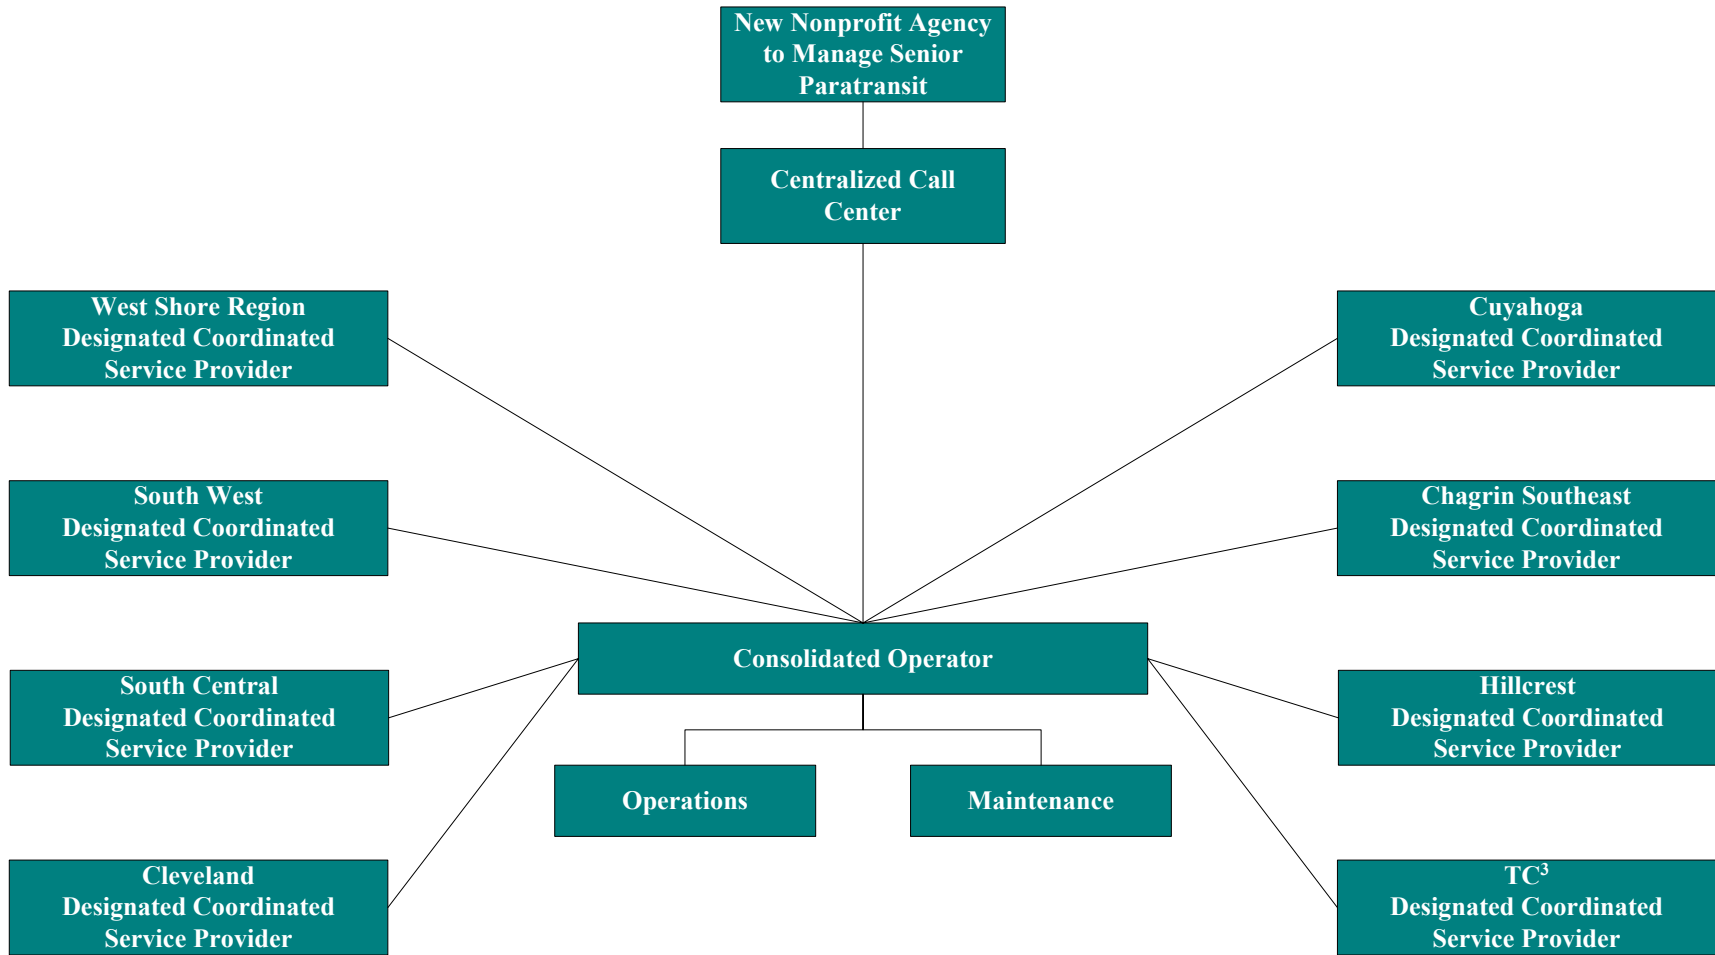 New Nonprofit Agency
to Manage Senior
Paratransit
Centralized Call
Center
West Shore Region
Designated Coordinated
Service Provider
Cuyahoga
Designated Coordinated
Service Provider
South West
Designated Coordinated
Service Provider
Chagrin Southeast
Designated Coordinated
Service Provider
Consolidated Operator
South Central
Designated Coordinated
Service Provider
Hillcrest
Designated Coordinated
Service Provider
Operations
Maintenance
Cleveland
Designated Coordinated
Service Provider
TC³
Designated Coordinated
Service Provider